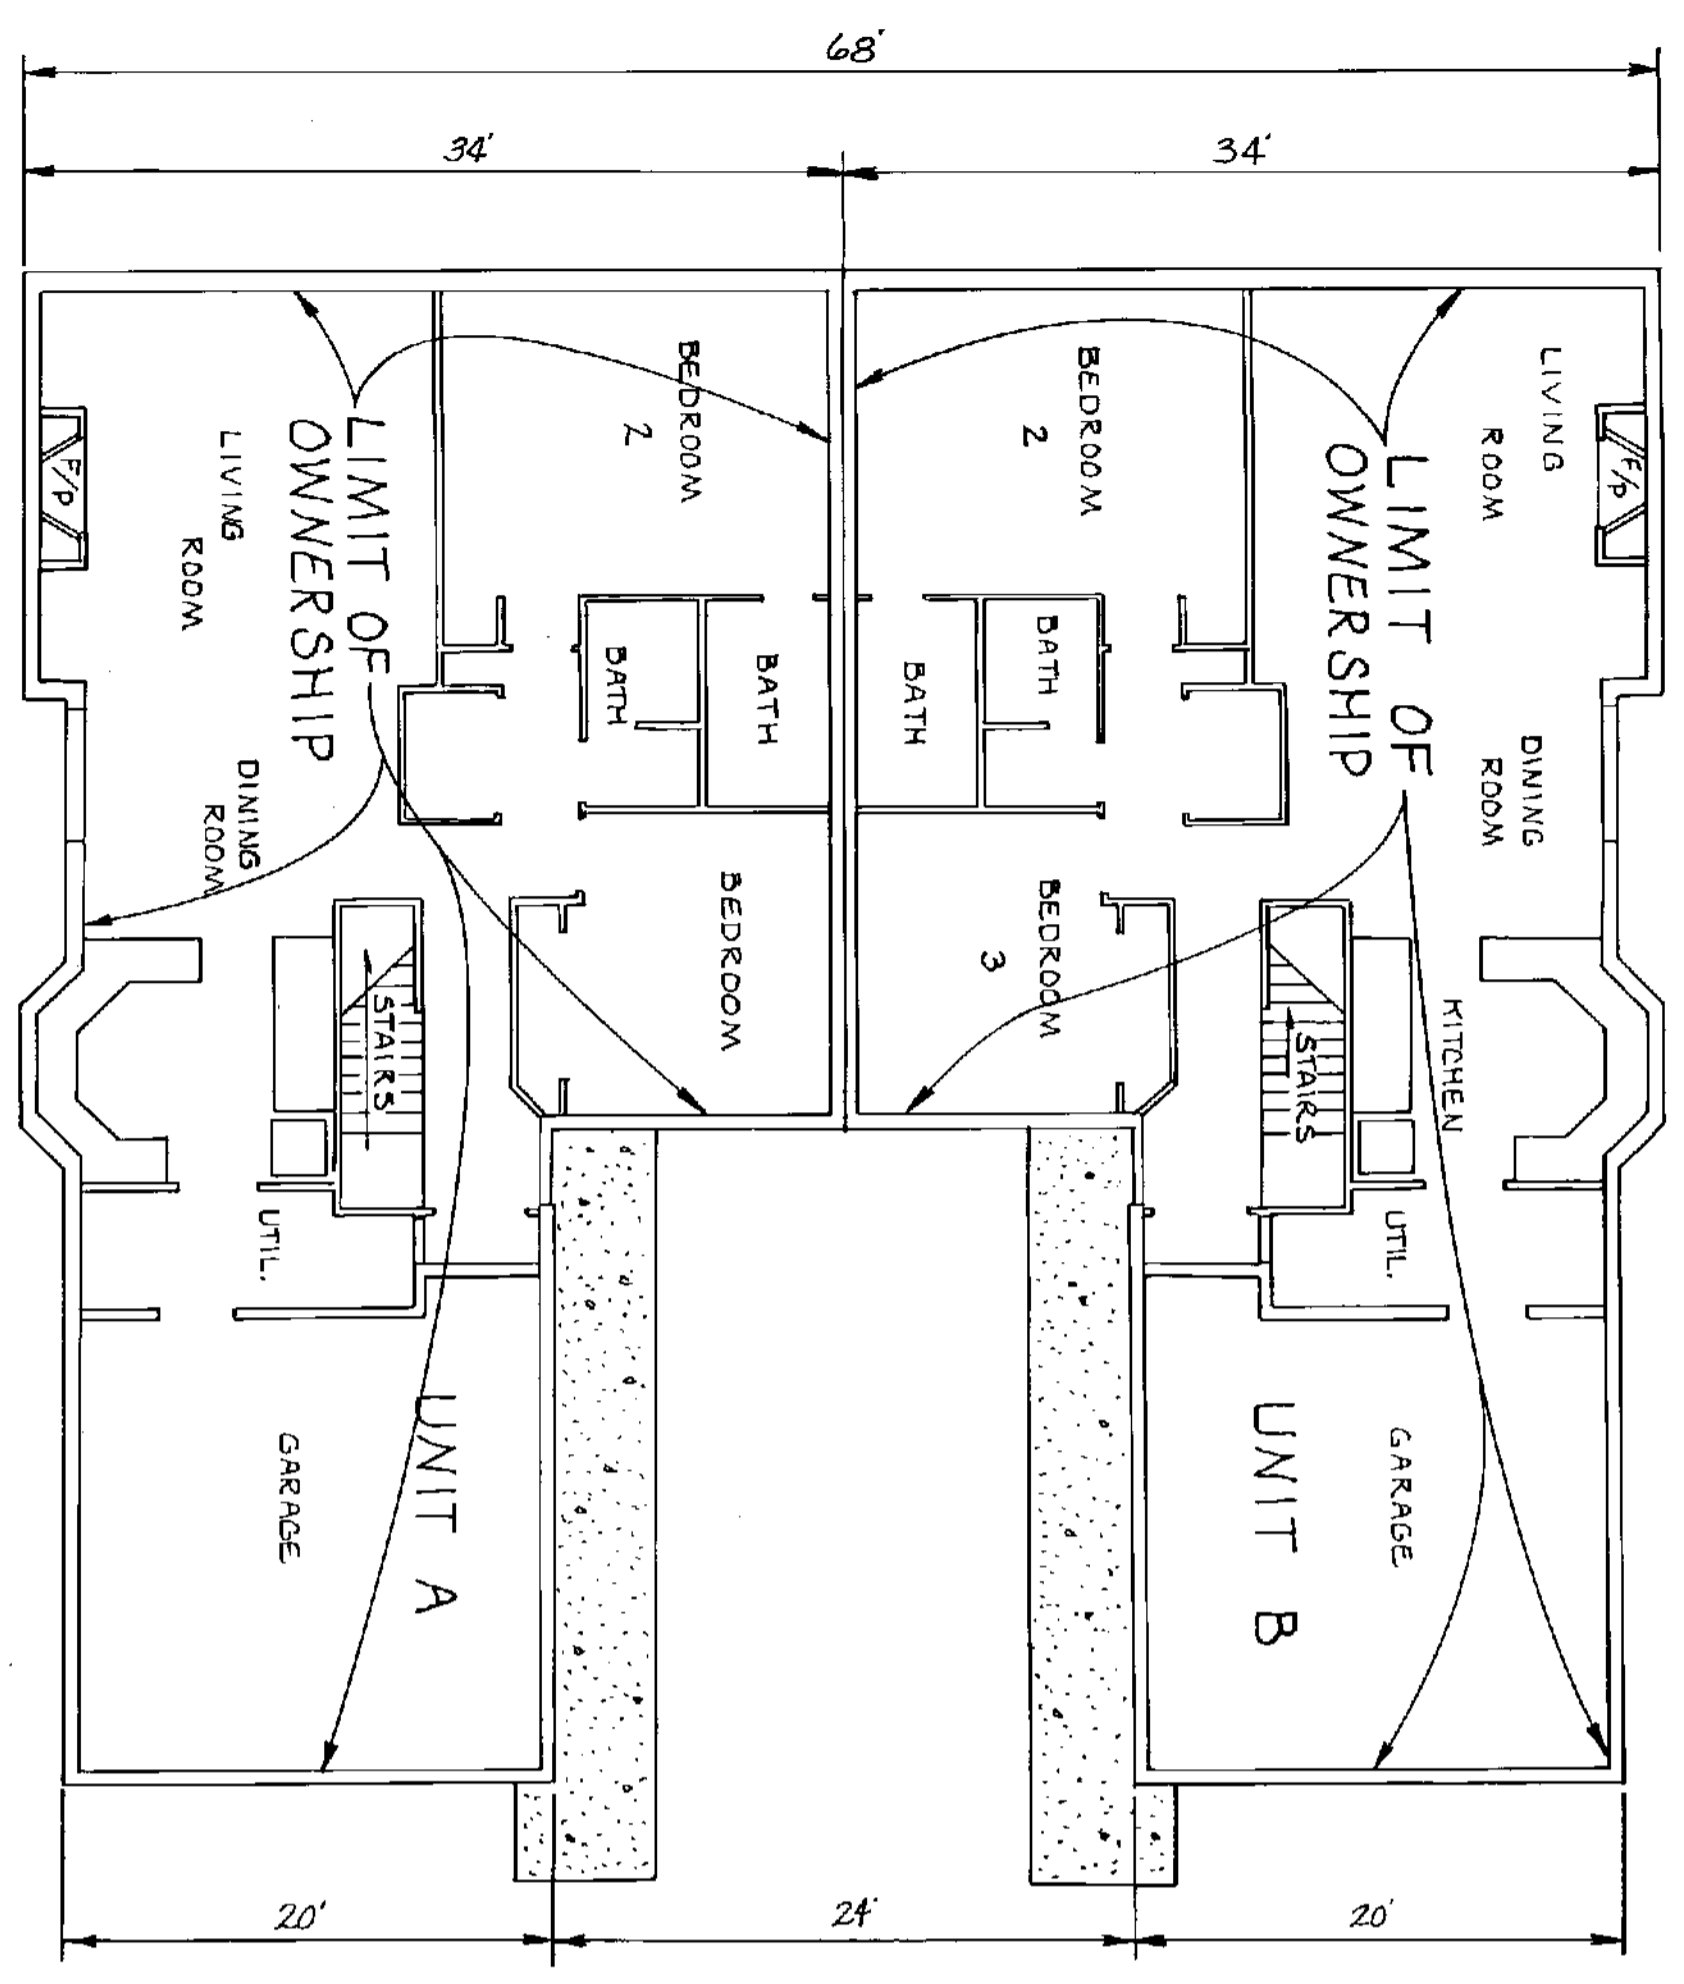 68'
34'
34'
LIMIT OF
OWNERSHIP
BEDROOM
2
BEDROOM
2
LIMIT OF
OWNERSHIP
LIVING
ROOM
F/P
LIVING
ROOM
F/P
BATH
BATH
BATH
BATH
DINING
ROOM
DINING
ROOM
BEDROOM
BEDROOM
3
STAIRS
STAIRS
KITCHEN
UTIL.
UTIL.
UNIT A
GARAGE
UNIT B
GARAGE
20'
24'
20'